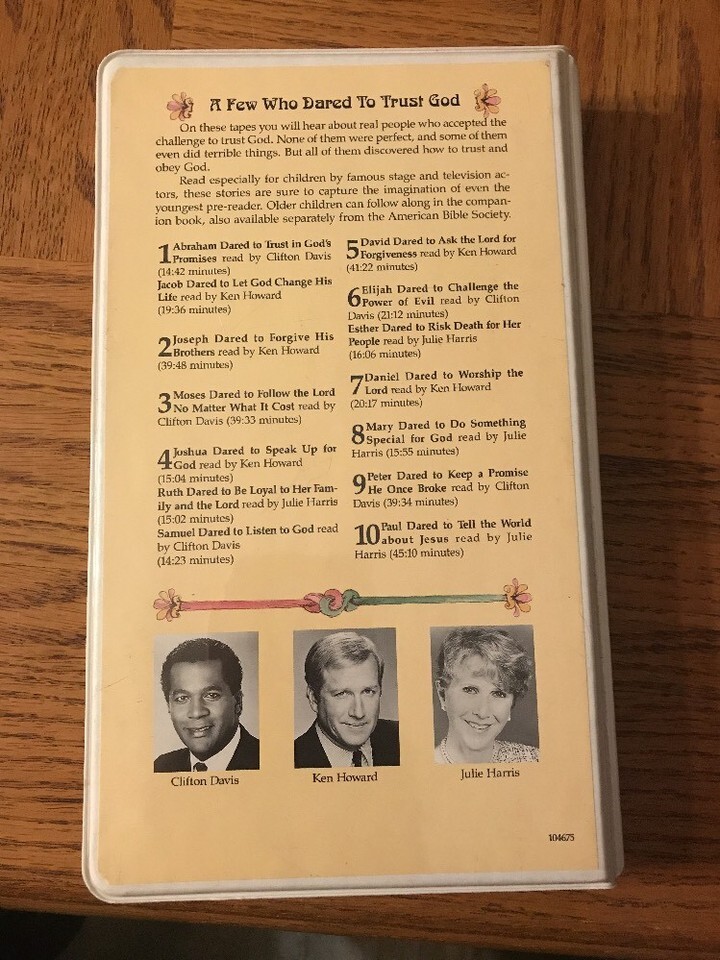 A Few Who Dared To Trust God
On these tapes you will hear about real people who accepted the
challenge to trust God. None of them were perfect, and some of them
even did terrible things. But all of them discovered how to trust and
obey God.
Read especially for children by famous stage and television ac-
tors, these stories are sure to capture the imagination of even the
youngest pre-reader. Older children can follow along in the compan-
ion book, also available separately from the American Bible Society.
1 Abraham Dared to Trust in God's
Promises read by Clifton Davis
(14:42 minutes)
Jacob Dared to Let God Change His
Life read by Ken Howard
(19:36 minutes)
2 Joseph Dared to Forgive His
Brothers read by Ken Howard
(39:48 minutes)
3 Moses Dared to Follow the Lord
No Matter What It Cost read by
Clifton Davis (39:33 minutes)
4 Joshua Dared to Speak Up for
God read by Ken Howard
(15:04 minutes)
Ruth Dared to Be Loyal to Her Fam-
ily and the Lord read by Julie Harris
(15:02 minutes)
Samuel Dared to Listen to God read
by Clifton Davis
(14:23 minutes)
5 David Dared to Ask the Lord for
Forgiveness read by Ken Howard
(41:22 minutes)
6 Elijah Dared to Challenge the
Power of Evil read by Clifton
Davis (21:12 minutes)
Esther Dared to Risk Death for Her
People read by Julie Harris
(16:06 minutes)
7 Daniel Dared to Worship the
Lord read by Ken Howard
(20:17 minutes)
8 Mary Dared to Do Something
Special for God read by Julie
Harris (15:55 minutes)
9 Peter Dared to Keep a Promise
He Once Broke read by Clifton
Davis (39:34 minutes)
10 Paul Dared to Tell the World
about Jesus read by Julie
Harris (45:10 minutes)
Clifton Davis
Ken Howard
Julie Harris
104675